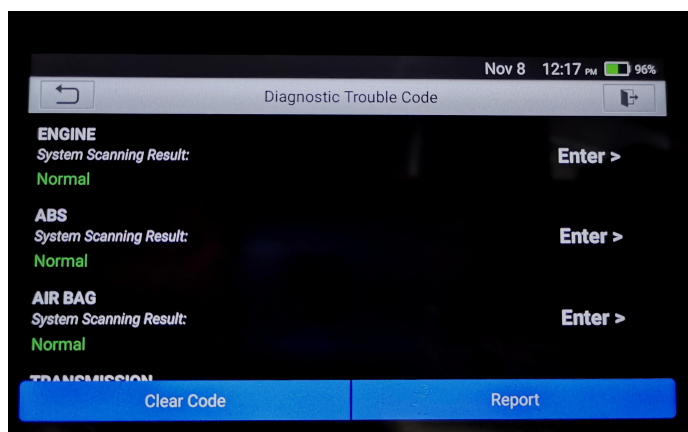 Nov 8 12:17 PM 96%
Diagnostic Trouble Code
ENGINE
System Scanning Result:
Enter >
Normal
ABS
System Scanning Result:
Enter >
Normal
AIR BAG
System Scanning Result:
Enter >
Normal
TRANSMISSION
Clear Code Report